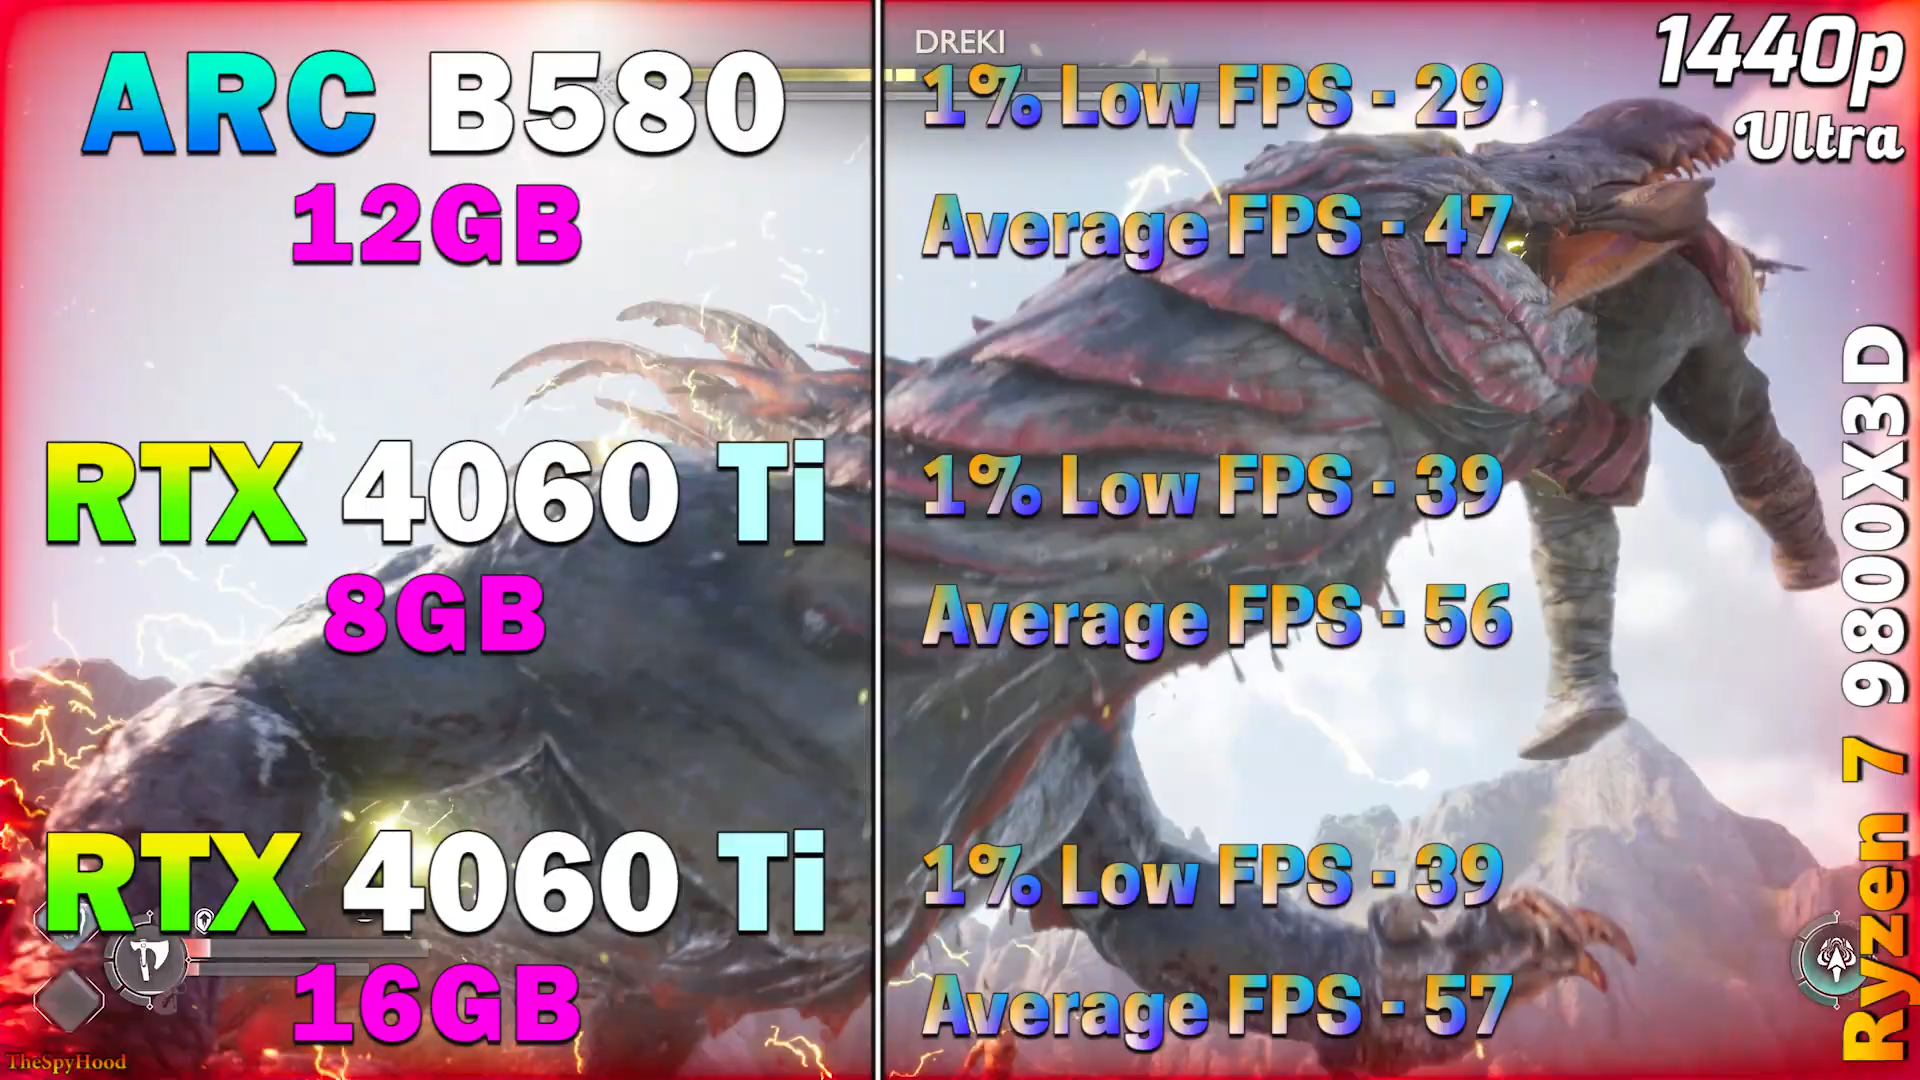 ARC B580
12GB
DREKI
1% Low FPS - 29
Average FPS - 47
1440p
Ultra
RTX 4060 Ti
8GB
1% Low FPS - 39
Average FPS - 56
RTX 4060 Ti
16GB
1% Low FPS - 39
Average FPS - 57
Ryzen 7 9800X3D
TheSpyHood